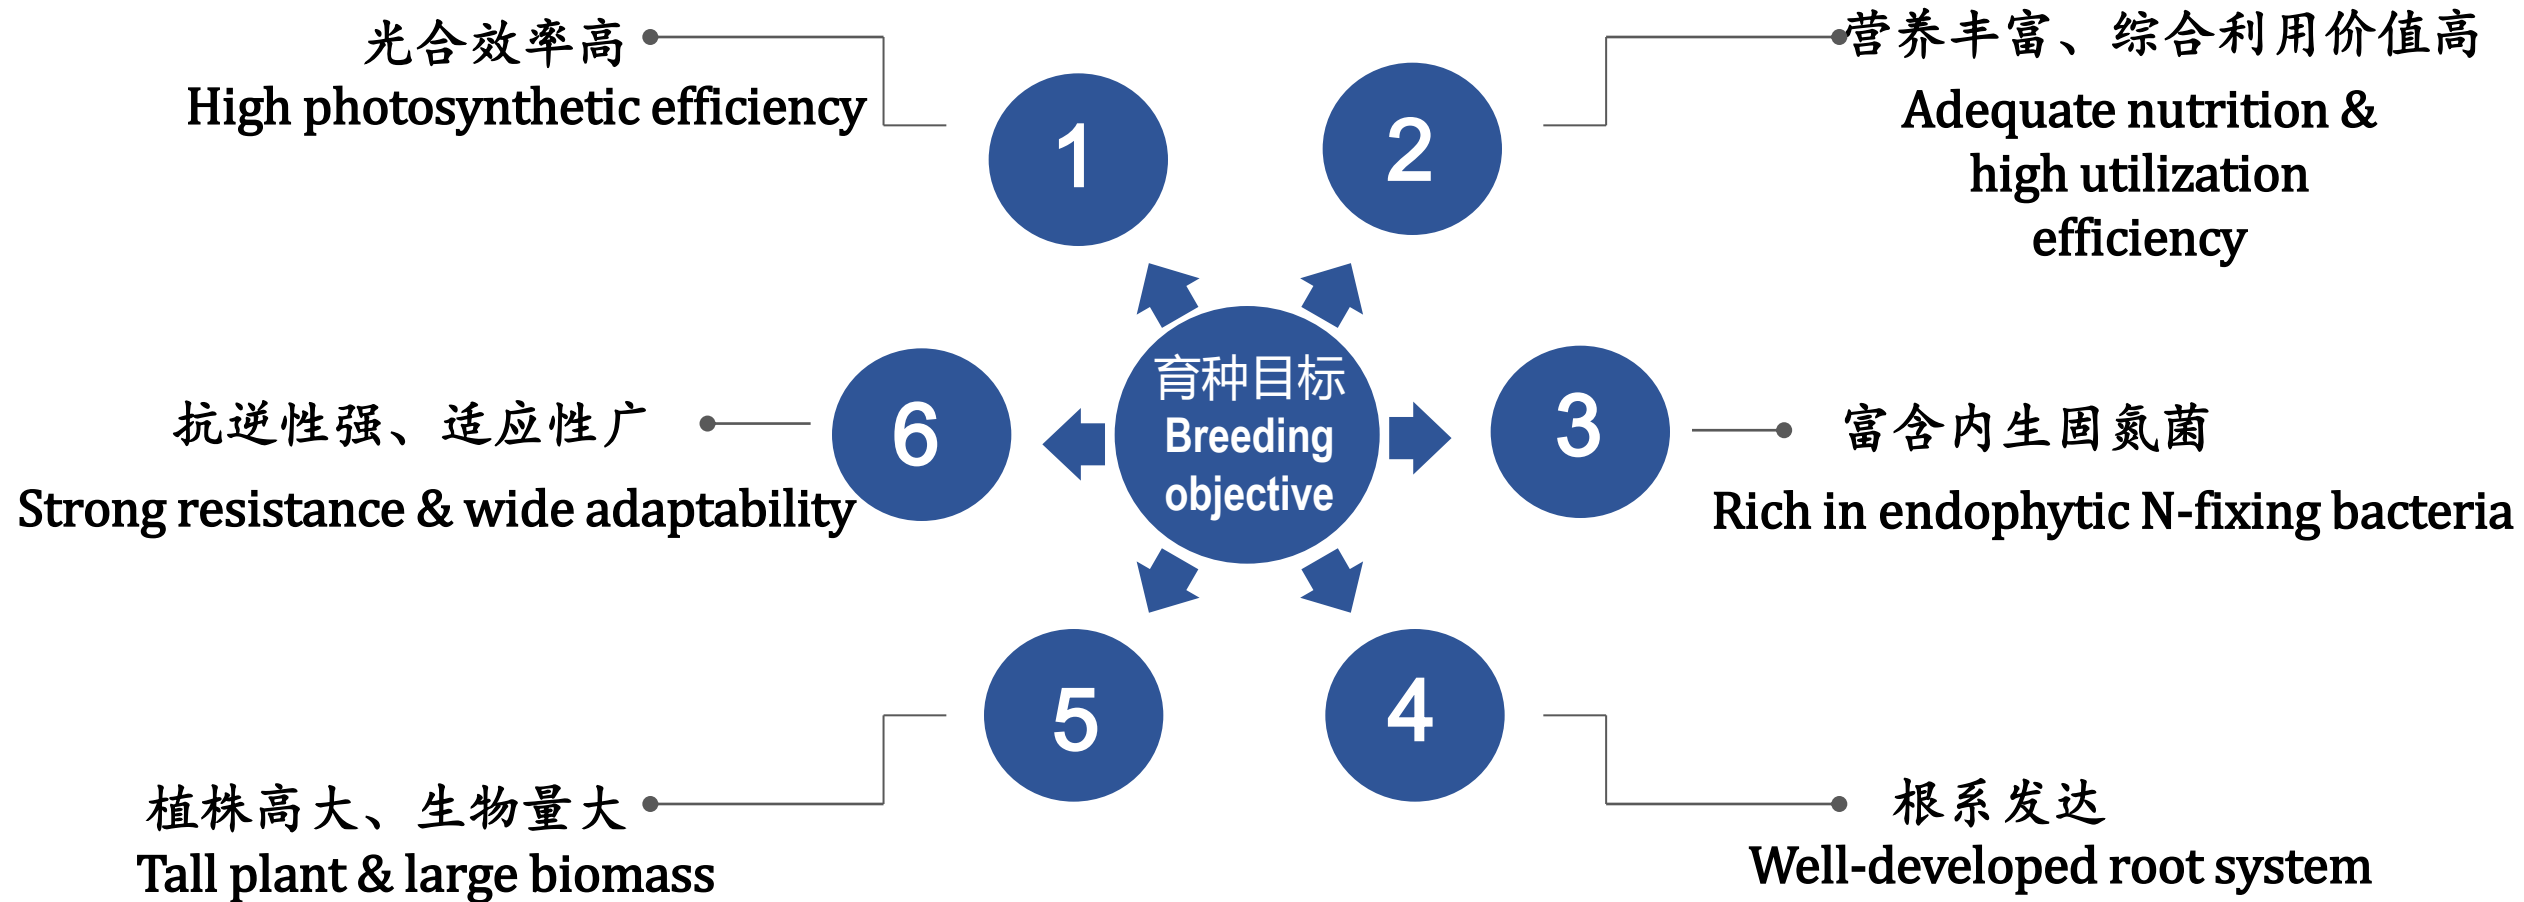 光合效率高
High photosynthetic efficiency
1
2
营养丰富、综合利用价值高
Adequate nutrition &
high utilization
efficiency
育种目标
Breeding
objective
抗逆性强、适应性广
Strong resistance & wide adaptability
6
3
富含内生固氮菌
Rich in endophytic N-fixing bacteria
植株高大、生物量大
Tall plant & large biomass
5
4
根系发达
Well-developed root system